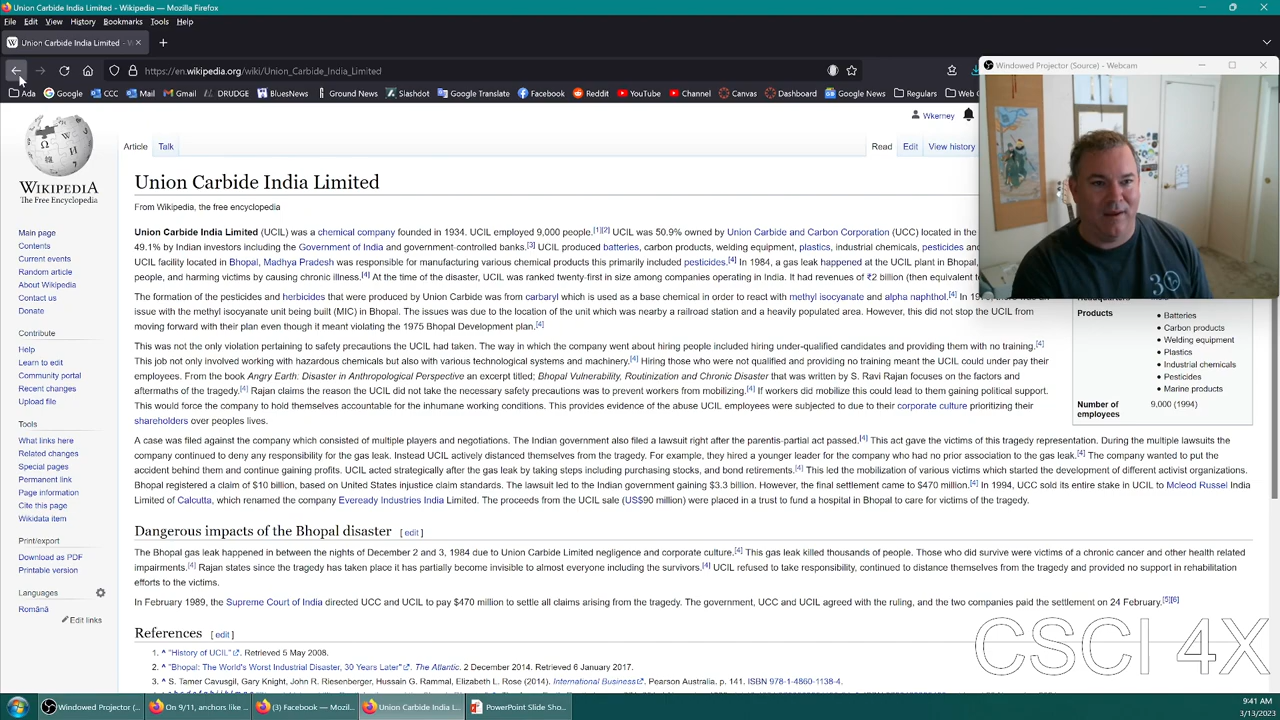 Union Carbide India Limited - Wikipedia — Mozilla Firefox
File Edit View History Bookmarks Tools Help
Union Carbide India Limited - W
https://en.wikipedia.org/wiki/Union_Carbide_India_Limited
Windowed Projector (Source) - Webcam
Ada Google CCC Mail Gmail DRUDGE BluesNews Ground News Slashdot Google Translate Facebook Reddit YouTube Channel Canvas Dashboard Google News Regulars Web
Wkerney
Article Talk Read Edit View history
WIKIPEDIA
The Free Encyclopedia
Union Carbide India Limited
From Wikipedia, the free encyclopedia
Main page
Contents
Current events
Random article
About Wikipedia
Contact us
Donate
Contribute
Help
Learn to edit
Community portal
Recent changes
Upload file
Tools
What links here
Related changes
Special pages
Permanent link
Page information
Cite this page
Wikidata item
Print/export
Download as PDF
Printable version
Languages
Română
Edit links
Union Carbide India Limited (UCIL) was a chemical company founded in 1934. UCIL employed 9,000 people.[1][2] UCIL was 50.9% owned by Union Carbide and Carbon Corporation (UCC) located in the
49.1% by Indian investors including the Government of India and government-controlled banks.[3] UCIL produced batteries, carbon products, welding equipment, plastics, industrial chemicals, pesticides
UCIL facility located in Bhopal, Madhya Pradesh was responsible for manufacturing various chemical products this primarily included pesticides.[4] In 1984, a gas leak happened at the UCIL plant in Bhopal,
people, and harming victims by causing chronic illness.[4] At the time of the disaster, UCIL was ranked twenty-first in size among companies operating in India. It had revenues of ₹2 billion (then equivalent
The formation of the pesticides and herbicides that were produced by Union Carbide was from carbaryl which is used as a base chemical in order to react with methyl isocyanate and alpha naphthol.[4] In
issue with the methyl isocyanate unit being built (MIC) in Bhopal. The issues was due to the location of the unit which was nearby a railroad station and a heavily populated area. However, this did not stop the UCIL from
moving forward with their plan even though it meant violating the 1975 Bhopal Development plan.[4]
This was not the only violation pertaining to safety precautions the UCIL had taken. The way in which the company went about hiring people included hiring under-qualified candidates and providing them with no training.[4]
This job not only involved working with hazardous chemicals but also with various technological systems and machinery.[4] Hiring those who were not qualified and providing no training meant the UCIL could under pay their
employees. From the book Angry Earth: Disaster in Anthropological Perspective an excerpt titled; Bhopal Vulnerability, Routinization and Chronic Disaster that was written by S. Ravi Rajan focuses on the factors and
aftermaths of the tragedy.[4] Rajan claims the reason the UCIL did not take the necessary safety precautions was to prevent workers from mobilizing.[4] If workers did mobilize this could lead to them gaining political support.
This would force the company to hold themselves accountable for the inhumane working conditions. This provides evidence of the abuse UCIL employees were subjected to due to their corporate culture prioritizing their
shareholders over peoples lives.
Products
Batteries
Carbon products
Welding equipment
Plastics
Industrial chemicals
Pesticides
Marine products
Number of employees 9,000 (1994)
A case was filed against the company which consisted of multiple players and negotiations. The Indian government also filed a lawsuit right after the parentis-partial act passed.[4] This act gave the victims of this tragedy representation. During the multiple lawsuits the
company continued to deny any responsibility for the gas leak. Instead UCIL actively distanced themselves from the tragedy. For example, they hired a younger leader for the company who had no prior association to the gas leak.[4] The company wanted to put the
accident behind them and continue gaining profits. UCIL acted strategically after the gas leak by taking steps including purchasing stocks, and bond retirements.[4] This led the mobilization of various victims which started the development of different activist organizations.
Bhopal registered a claim of $10 billion, based on United States injustice claim standards. The lawsuit led to the Indian government gaining $3.3 billion. However, the final settlement came to $470 million.[4] In 1994, UCC sold its entire stake in UCIL to Mcleod Russel India
Limited of Calcutta, which renamed the company Eveready Industries India Limited. The proceeds from the UCIL sale (US$90 million) were placed in a trust to fund a hospital in Bhopal to care for victims of the tragedy.
Dangerous impacts of the Bhopal disaster [ edit ]
The Bhopal gas leak happened in between the nights of December 2 and 3, 1984 due to Union Carbide Limited negligence and corporate culture.[4] This gas leak killed thousands of people. Those who did survive were victims of a chronic cancer and other health related
impairments.[4] Rajan states since the tragedy has taken place it has partially become invisible to almost everyone including the survivors.[4] UCIL refused to take responsibility, continued to distance themselves from the tragedy and provided no support in rehabilitation
efforts to the victims.
In February 1989, the Supreme Court of India directed UCC and UCIL to pay $470 million to settle all claims arising from the tragedy. The government, UCC and UCIL agreed with the ruling, and the two companies paid the settlement on 24 February.[5][6]
References [ edit ]
1. ^ "History of UCIL". Retrieved 5 May 2008.
2. ^ "Bhopal: The World's Worst Industrial Disaster, 30 Years Later". The Atlantic. 2 December 2014. Retrieved 6 January 2017.
3. ^ S. Tamer Cavusgil, Gary Knight, John R. Riesenberger, Hussain G. Rammal, Elizabeth L. Rose (2014). International Business. Pearson Australia. p. 141. ISBN 978-1-4860-1138-4.
CSCI 4X
Windowed Projector (... On 9/11, anchors like ... (3) Facebook — Mozil... Union Carbide India L... PowerPoint Slide Sho...
9:41 AM
3/13/2023